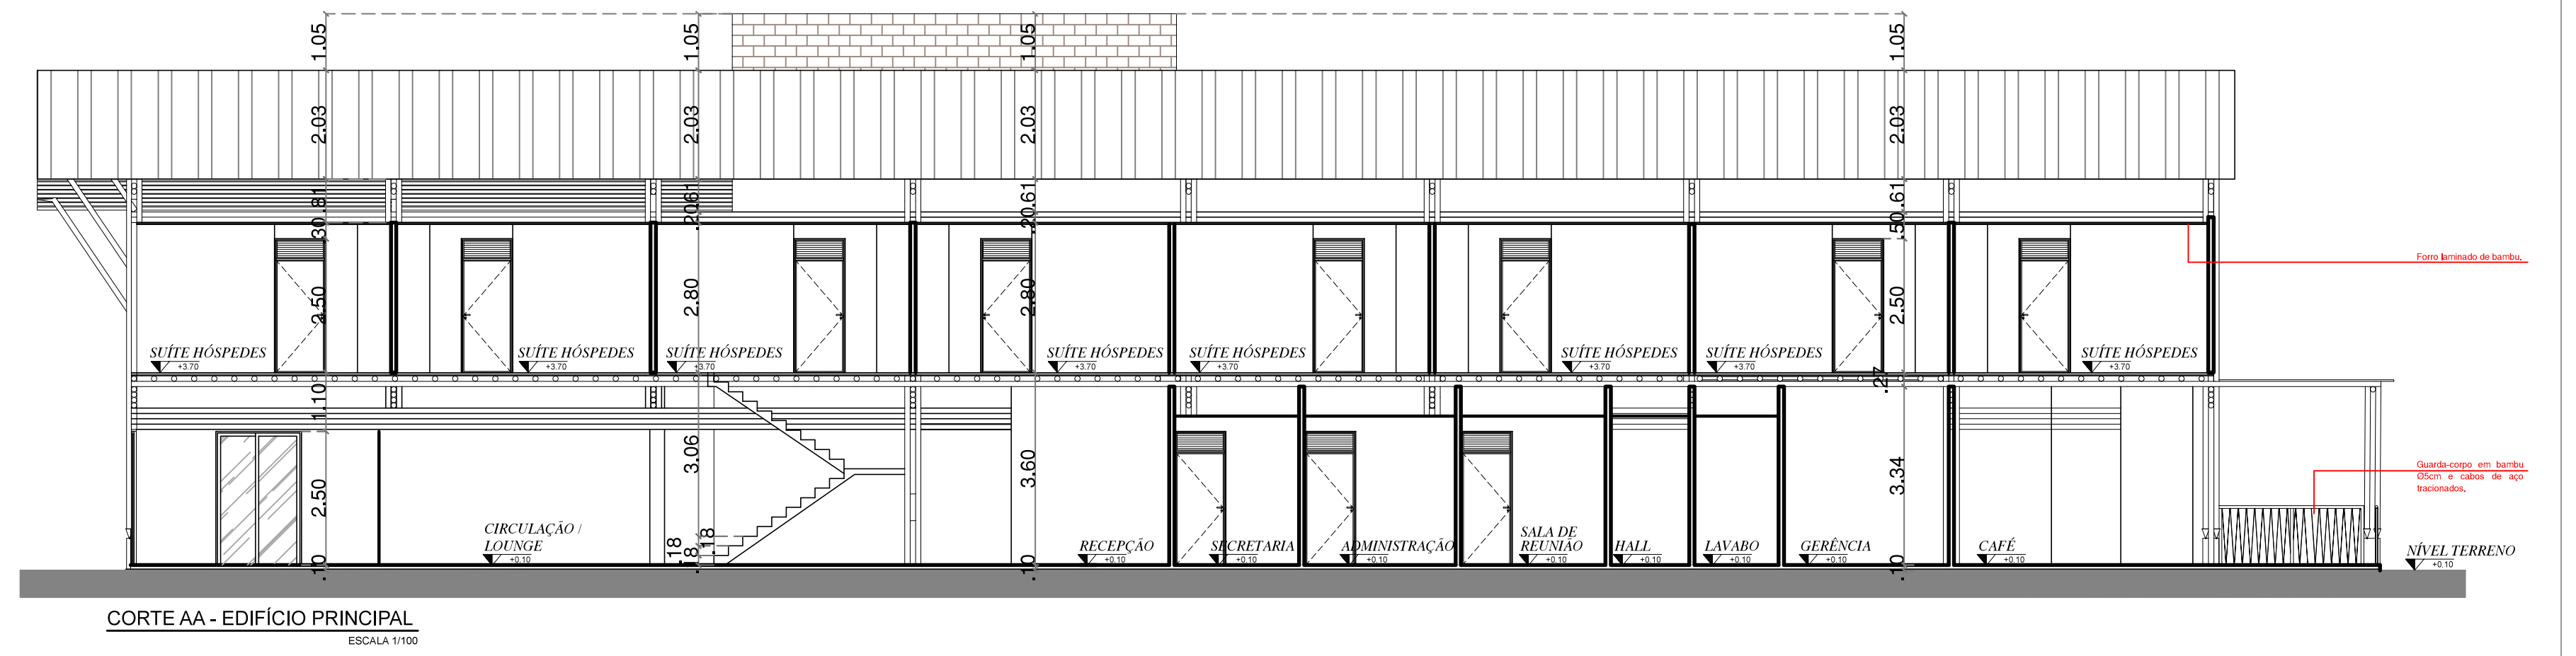 1.05 1.05 1.05 1.05
2.03 2.03 2.03 2.03
.61 .61 .61
.30 .20 .20 .50
Forro laminado de bambu.
2.50 2.80 2.80 2.50
SUÍTE HÓSPEDES SUÍTE HÓSPEDES SUÍTE HÓSPEDES SUÍTE HÓSPEDES SUÍTE HÓSPEDES SUÍTE HÓSPEDES SUÍTE HÓSPEDES SUÍTE HÓSPEDES
+3.70 +3.70 +3.70 +3.70 +3.70 +3.70 +3.70 +3.70
1.10 .27
3.06 3.60 3.34
2.50
Guarda-corpo em bambu
Ø5cm e cabos de aço
tracionados.
CIRCULAÇÃO /
LOUNGE
+0.10
.18 .18 .18
RECEPÇÃO
+0.10
SECRETARIA
+0.10
ADMINISTRAÇÃO
+0.10
SALA DE
REUNIÃO
+0.10
HALL
+0.10
LAVABO
+0.10
GERÊNCIA
+0.10
CAFÉ
+0.10
NÍVEL TERRENO
+0.10
.10 .10 .10
CORTE AA - EDIFÍCIO PRINCIPAL
ESCALA 1/100